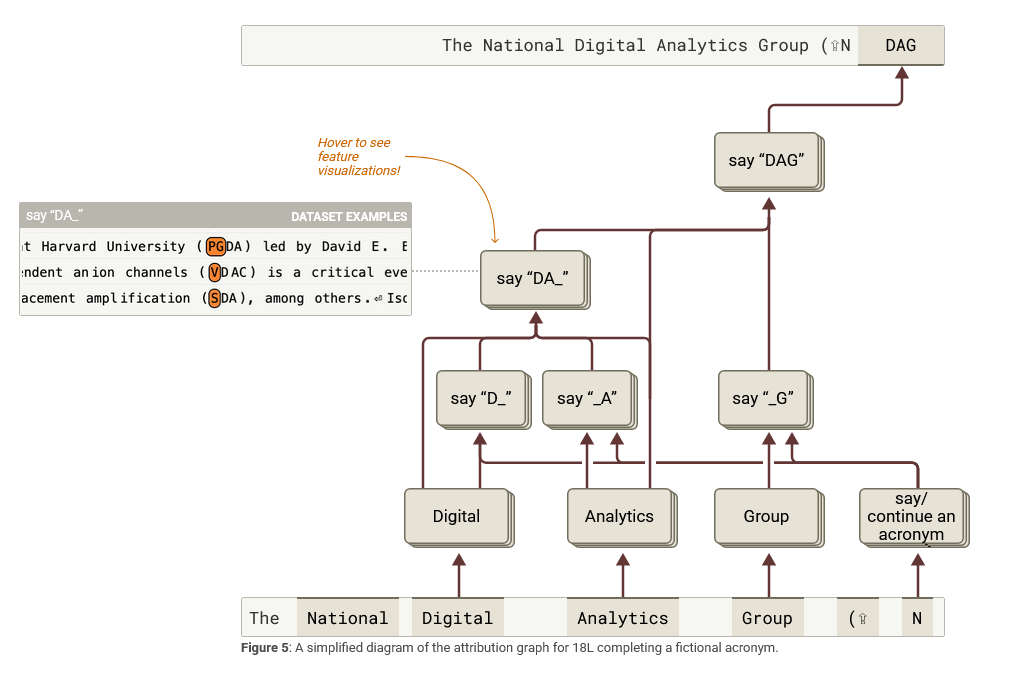 The National Digital Analytics Group (⇧N DAG
say “DAG”
Hover to see
feature
visualizations!
say “DA_” DATASET EXAMPLES
t Harvard University (PGDA) led by David E. E
endent anion channels (VDAC) is a critical eve
acement amplification (SDA), among others.⏎ Iso
say “DA_”
say “D_” say “_A” say “_G”
Digital Analytics Group say/
continue an
acronym
The National Digital Analytics Group (⇧ N
Figure 5: A simplified diagram of the attribution graph for 18L completing a fictional acronym.